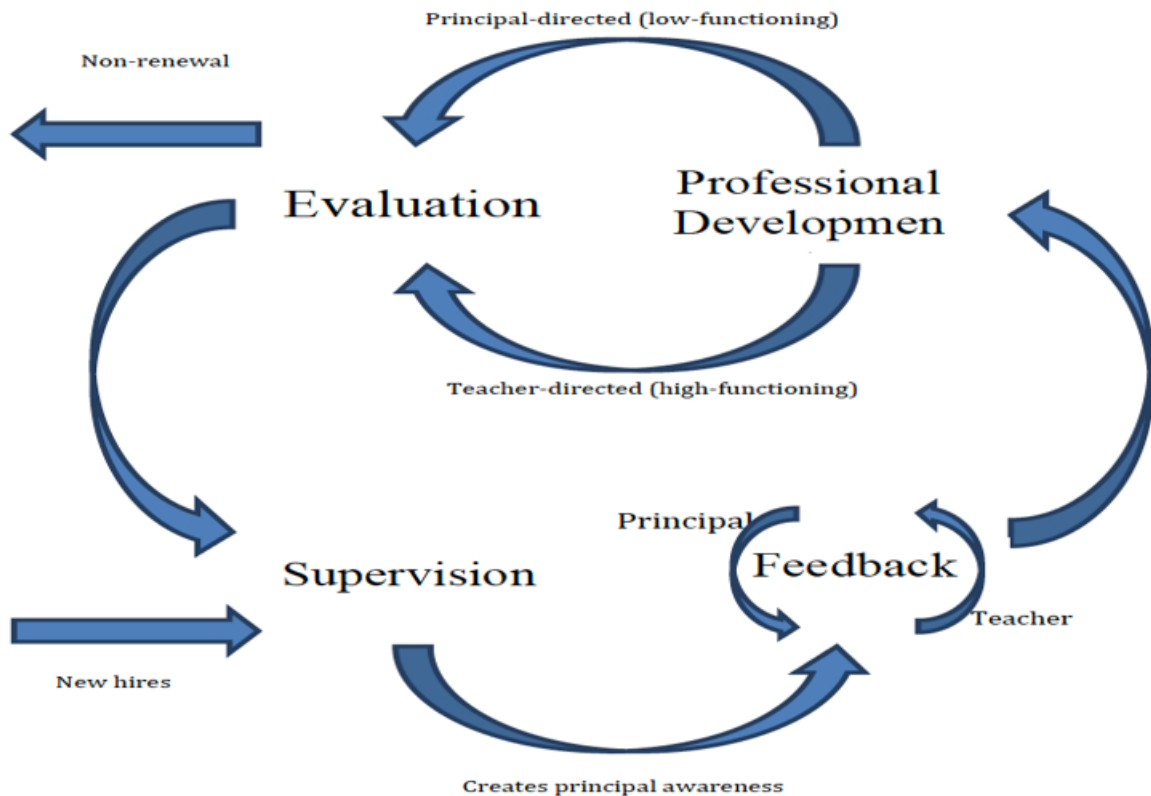 Principal-directed (low-functioning)
Non-renewal
Evaluation
Professional
Developmen
Teacher-directed (high-functioning)
Principal
Feedback
Supervision
Teacher
New hires
Creates principal awareness